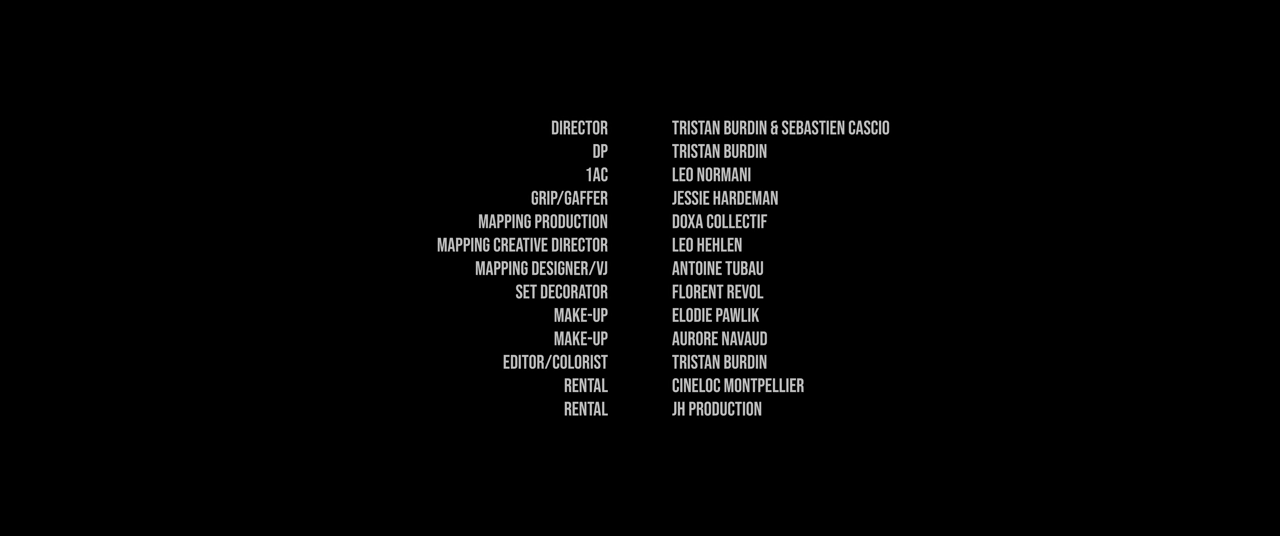 DIRECTOR TRISTAN BURDIN & SEBASTIEN CASCIO
DP TRISTAN BURDIN
1AC LEO NORMANI
GRIP/GAFFER JESSIE HARDEMAN
MAPPING PRODUCTION DOXA COLLECTIF
MAPPING CREATIVE DIRECTOR LEO HEHLEN
MAPPING DESIGNER/VJ ANTOINE TUBAU
SET DECORATOR FLORENT REVOL
MAKE-UP ELODIE PAWLIK
MAKE-UP AURORE NAVAUD
EDITOR/COLORIST TRISTAN BURDIN
RENTAL CINELOC MONTPELLIER
RENTAL JH PRODUCTION